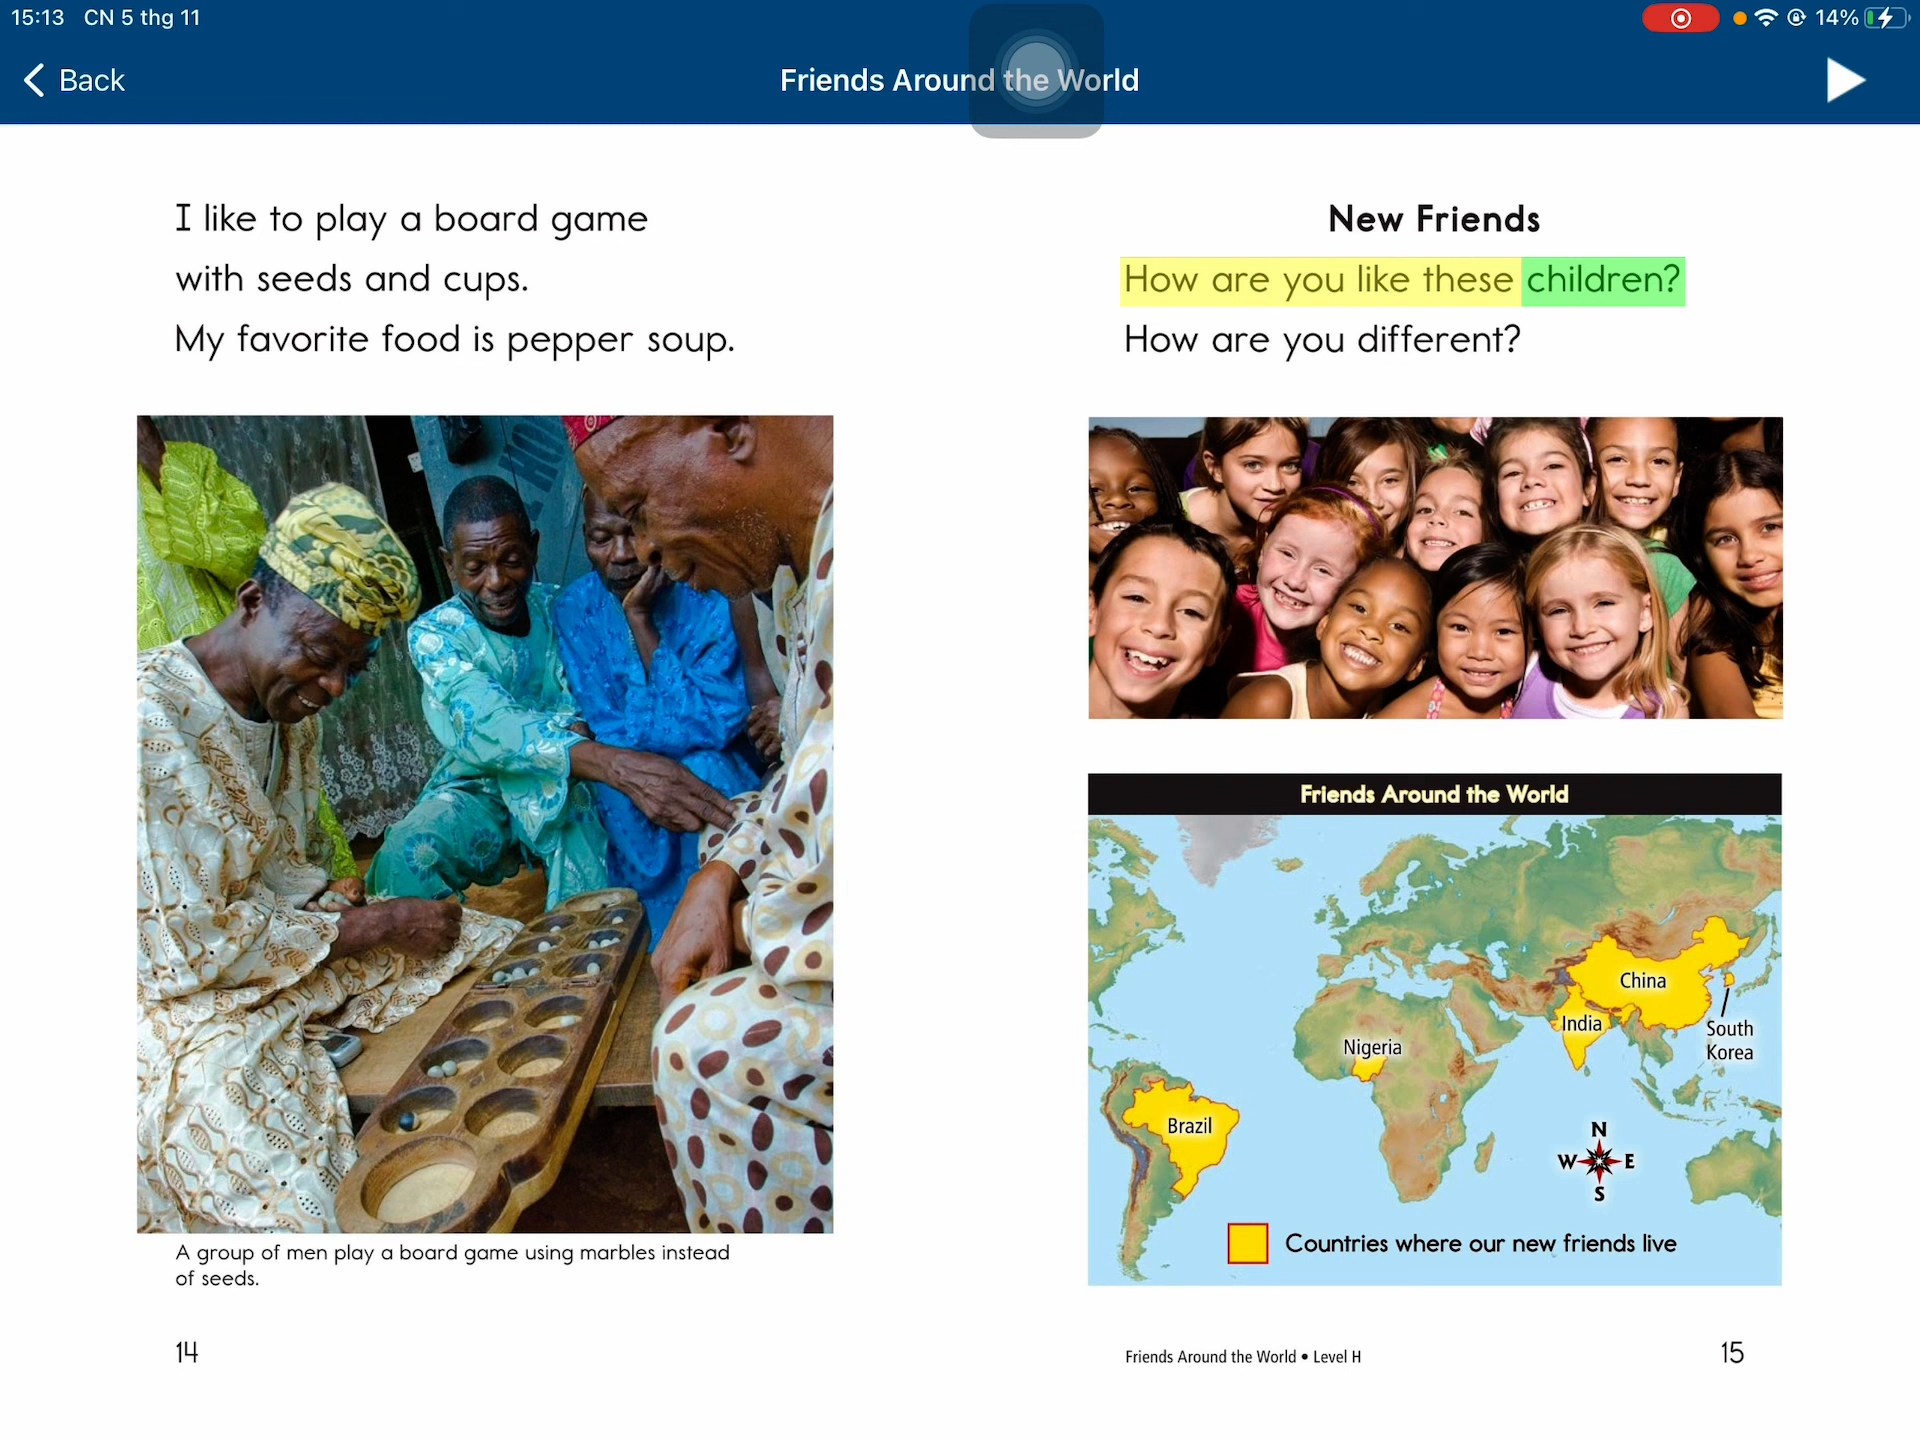 15:13 CN 5 thg 11
14%
Back
Friends Around the World
I like to play a board game
with seeds and cups.
My favorite food is pepper soup.
A group of men play a board game using marbles instead
of seeds.
14
New Friends
How are you like these children?
How are you different?
Friends Around the World
China
India
South
Korea
Nigeria
Brazil
N
W E
S
Countries where our new friends live
Friends Around the World • Level H
15